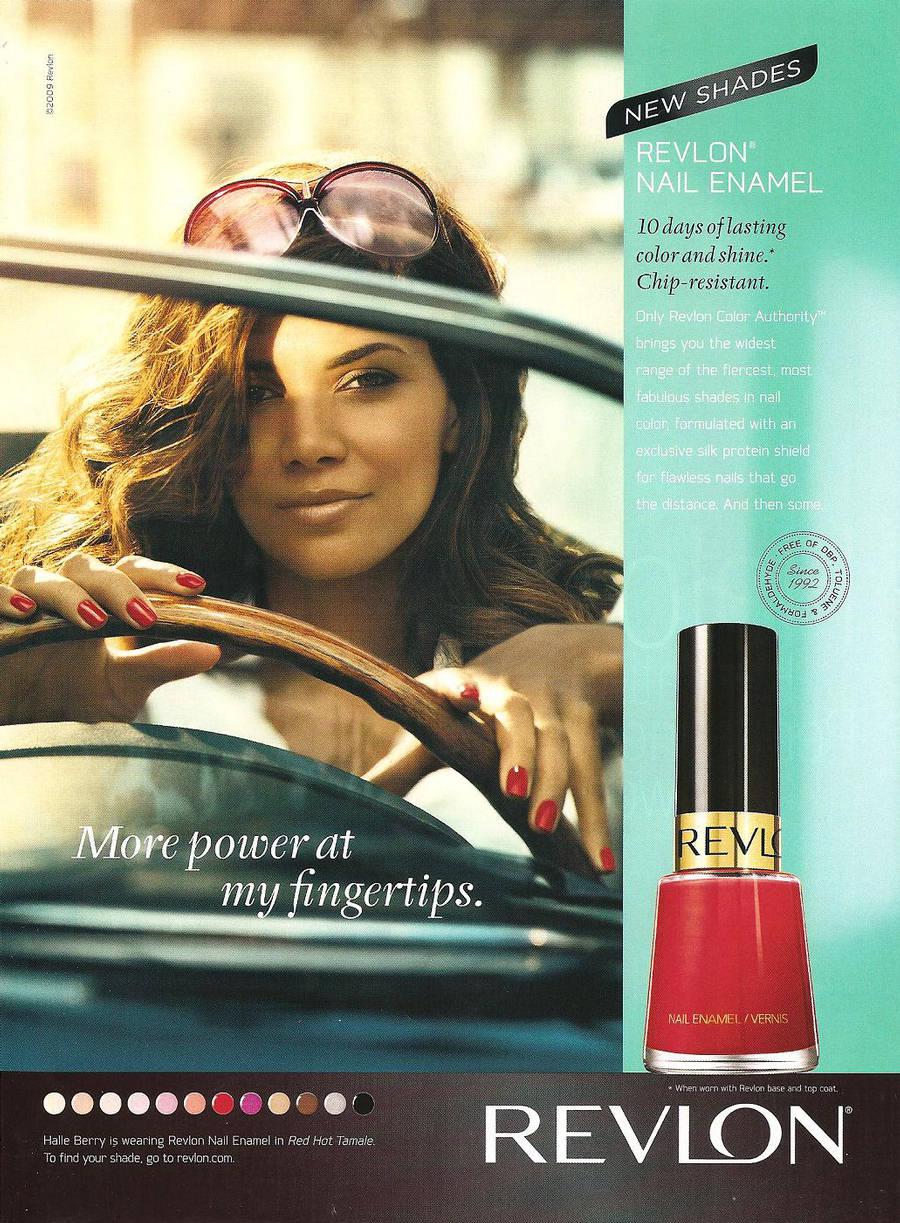 ©2009 Revlon.
NEW SHADES
REVLON®
NAIL ENAMEL
10 days of lasting
color and shine.*
Chip-resistant.
Only Revlon Color Authority™
brings you the widest
range of the fiercest, most
fabulous shades in nail
color, formulated with an
exclusive silk protein shield
for flawless nails that go
the distance. And then some.
FREE OF DBP, TOLUENE & FORMALDEHYDE ·
Since
1992
REVLO
NAIL ENAMEL / VERNIS
More power at
my fingertips.
* When worn with Revlon base and top coat.
Halle Berry is wearing Revlon Nail Enamel in Red Hot Tamale.
To find your shade, go to revlon.com.
REVLON®